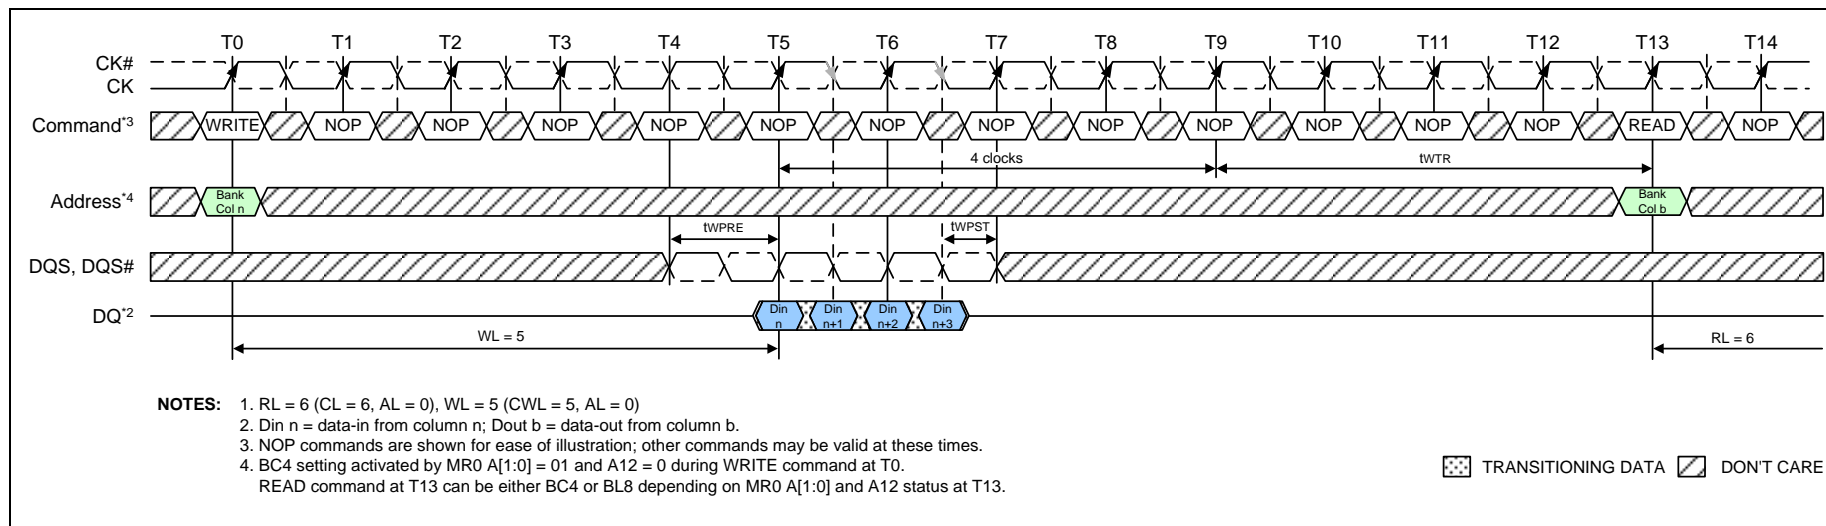 T0 T1 T2 T3 T4 T5 T6 T7 T8 T9 T10 T11 T12 T13 T14
CK#
CK
Command*3 WRITE NOP NOP NOP NOP NOP NOP NOP NOP NOP NOP NOP NOP READ NOP
4 clocks tWTR
Address*4 Bank Col n Bank Col b
tWPRE tWPST
DQS, DQS#
DQ*2 Din n Din n+1 Din n+2 Din n+3
WL = 5 RL = 6
NOTES: 1. RL = 6 (CL = 6, AL = 0), WL = 5 (CWL = 5, AL = 0)
2. Din n = data-in from column n; Dout b = data-out from column b.
3. NOP commands are shown for ease of illustration; other commands may be valid at these times.
4. BC4 setting activated by MR0 A[1:0] = 01 and A12 = 0 during WRITE command at T0.
READ command at T13 can be either BC4 or BL8 depending on MR0 A[1:0] and A12 status at T13.
TRANSITIONING DATA DON'T CARE